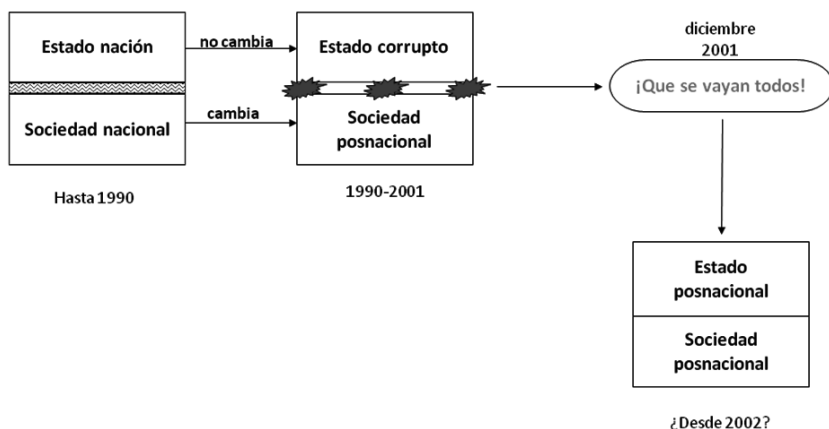 Estado nación
Sociedad nacional
Hasta 1990
no cambia
cambia
Estado corrupto
Sociedad
posnacional
1990-2001
diciembre
2001
¡Que se vayan todos!
Estado
posnacional
Sociedad
posnacional
¿Desde 2002?